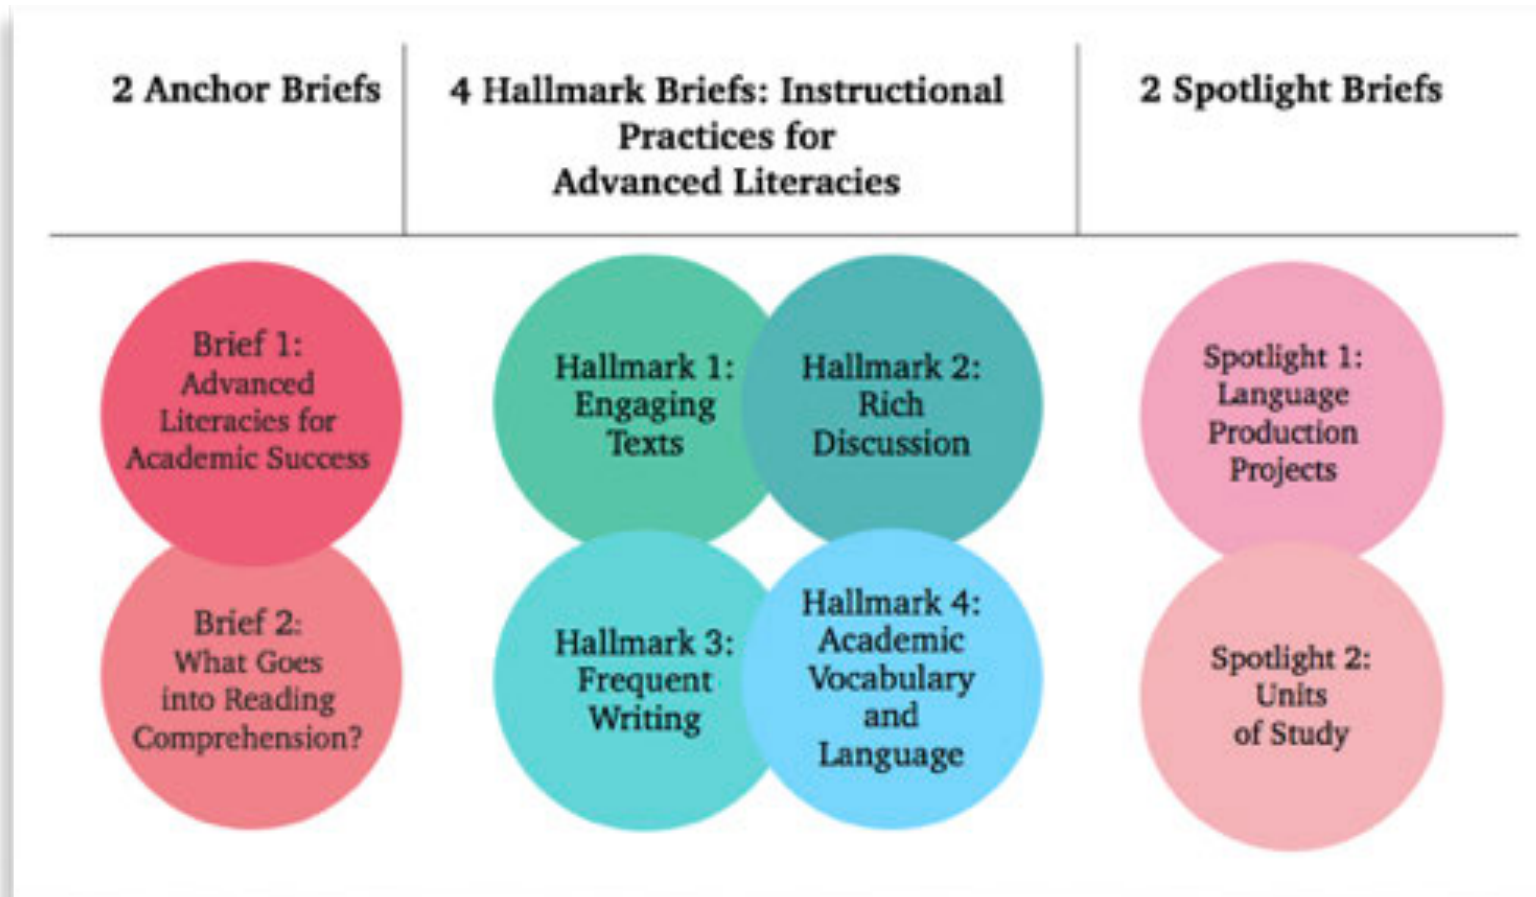 2 Anchor Briefs
4 Hallmark Briefs: Instructional
Practices for
Advanced Literacies
2 Spotlight Briefs
Brief 1:
Advanced
Literacies for
Academic Success
Brief 2:
What Goes
into Reading
Comprehension?
Hallmark 1:
Engaging
Texts
Hallmark 2:
Rich
Discussion
Hallmark 3:
Frequent
Writing
Hallmark 4:
Academic
Vocabulary
and
Language
Spotlight 1:
Language
Production
Projects
Spotlight 2:
Units
of Study